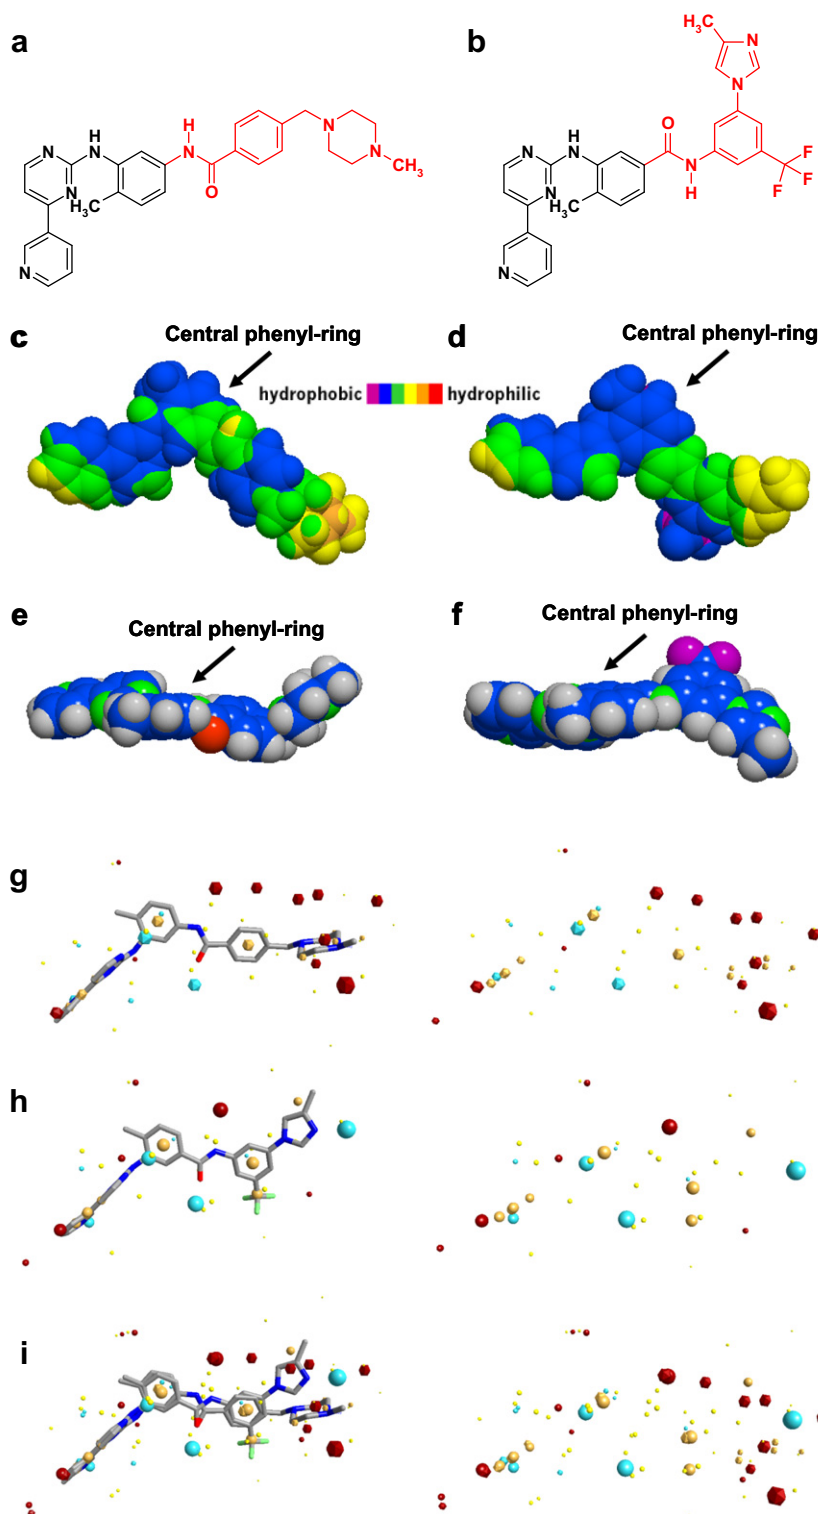 a
b
H
N
N
N
H₃C
N
H
N
O
N
N
CH₃
H₃C
N
N
O
N
H
F
F
F
H
N
N
N
H₃C
N
c
Central phenyl-ring
d
Central phenyl-ring
hydrophobic
hydrophilic
e
Central phenyl-ring
f
Central phenyl-ring
g
h
i